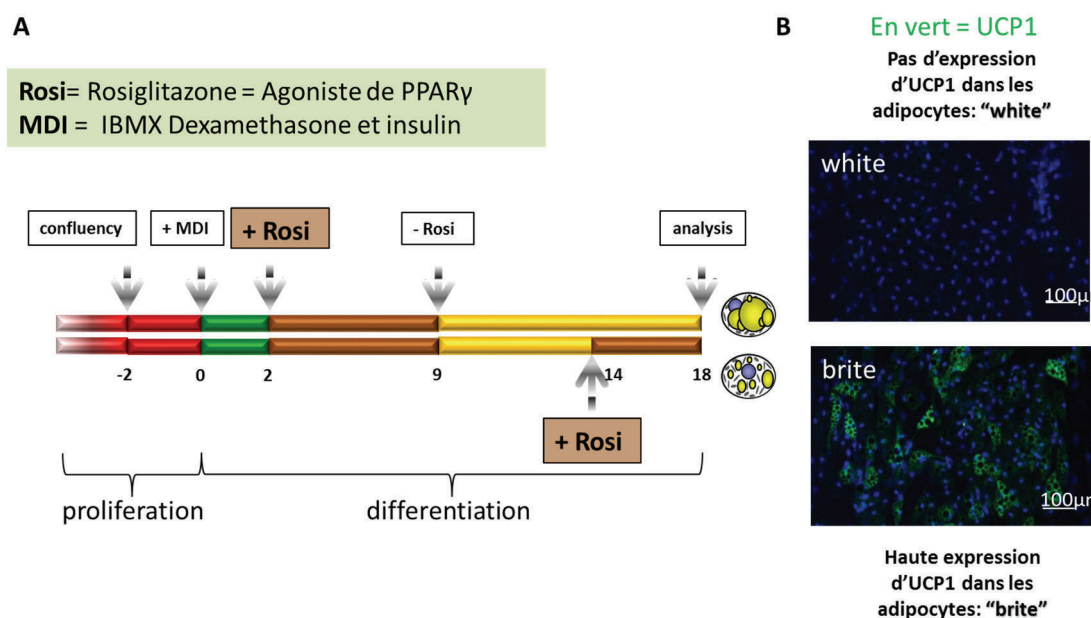 A
Rosi= Rosiglitazone = Agoniste de PPARγ
MDI = IBMX Dexamethasone et insulin
confluency
+ MDI
+ Rosi
- Rosi
analysis
-2
0
2
9
14
18
+ Rosi
proliferation
differentiation
B
En vert = UCP1
Pas d'expression
d'UCP1 dans les
adipocytes: "white"
white
100µ
brite
100µm
Haute expression
d'UCP1 dans les
adipocytes: "brite"